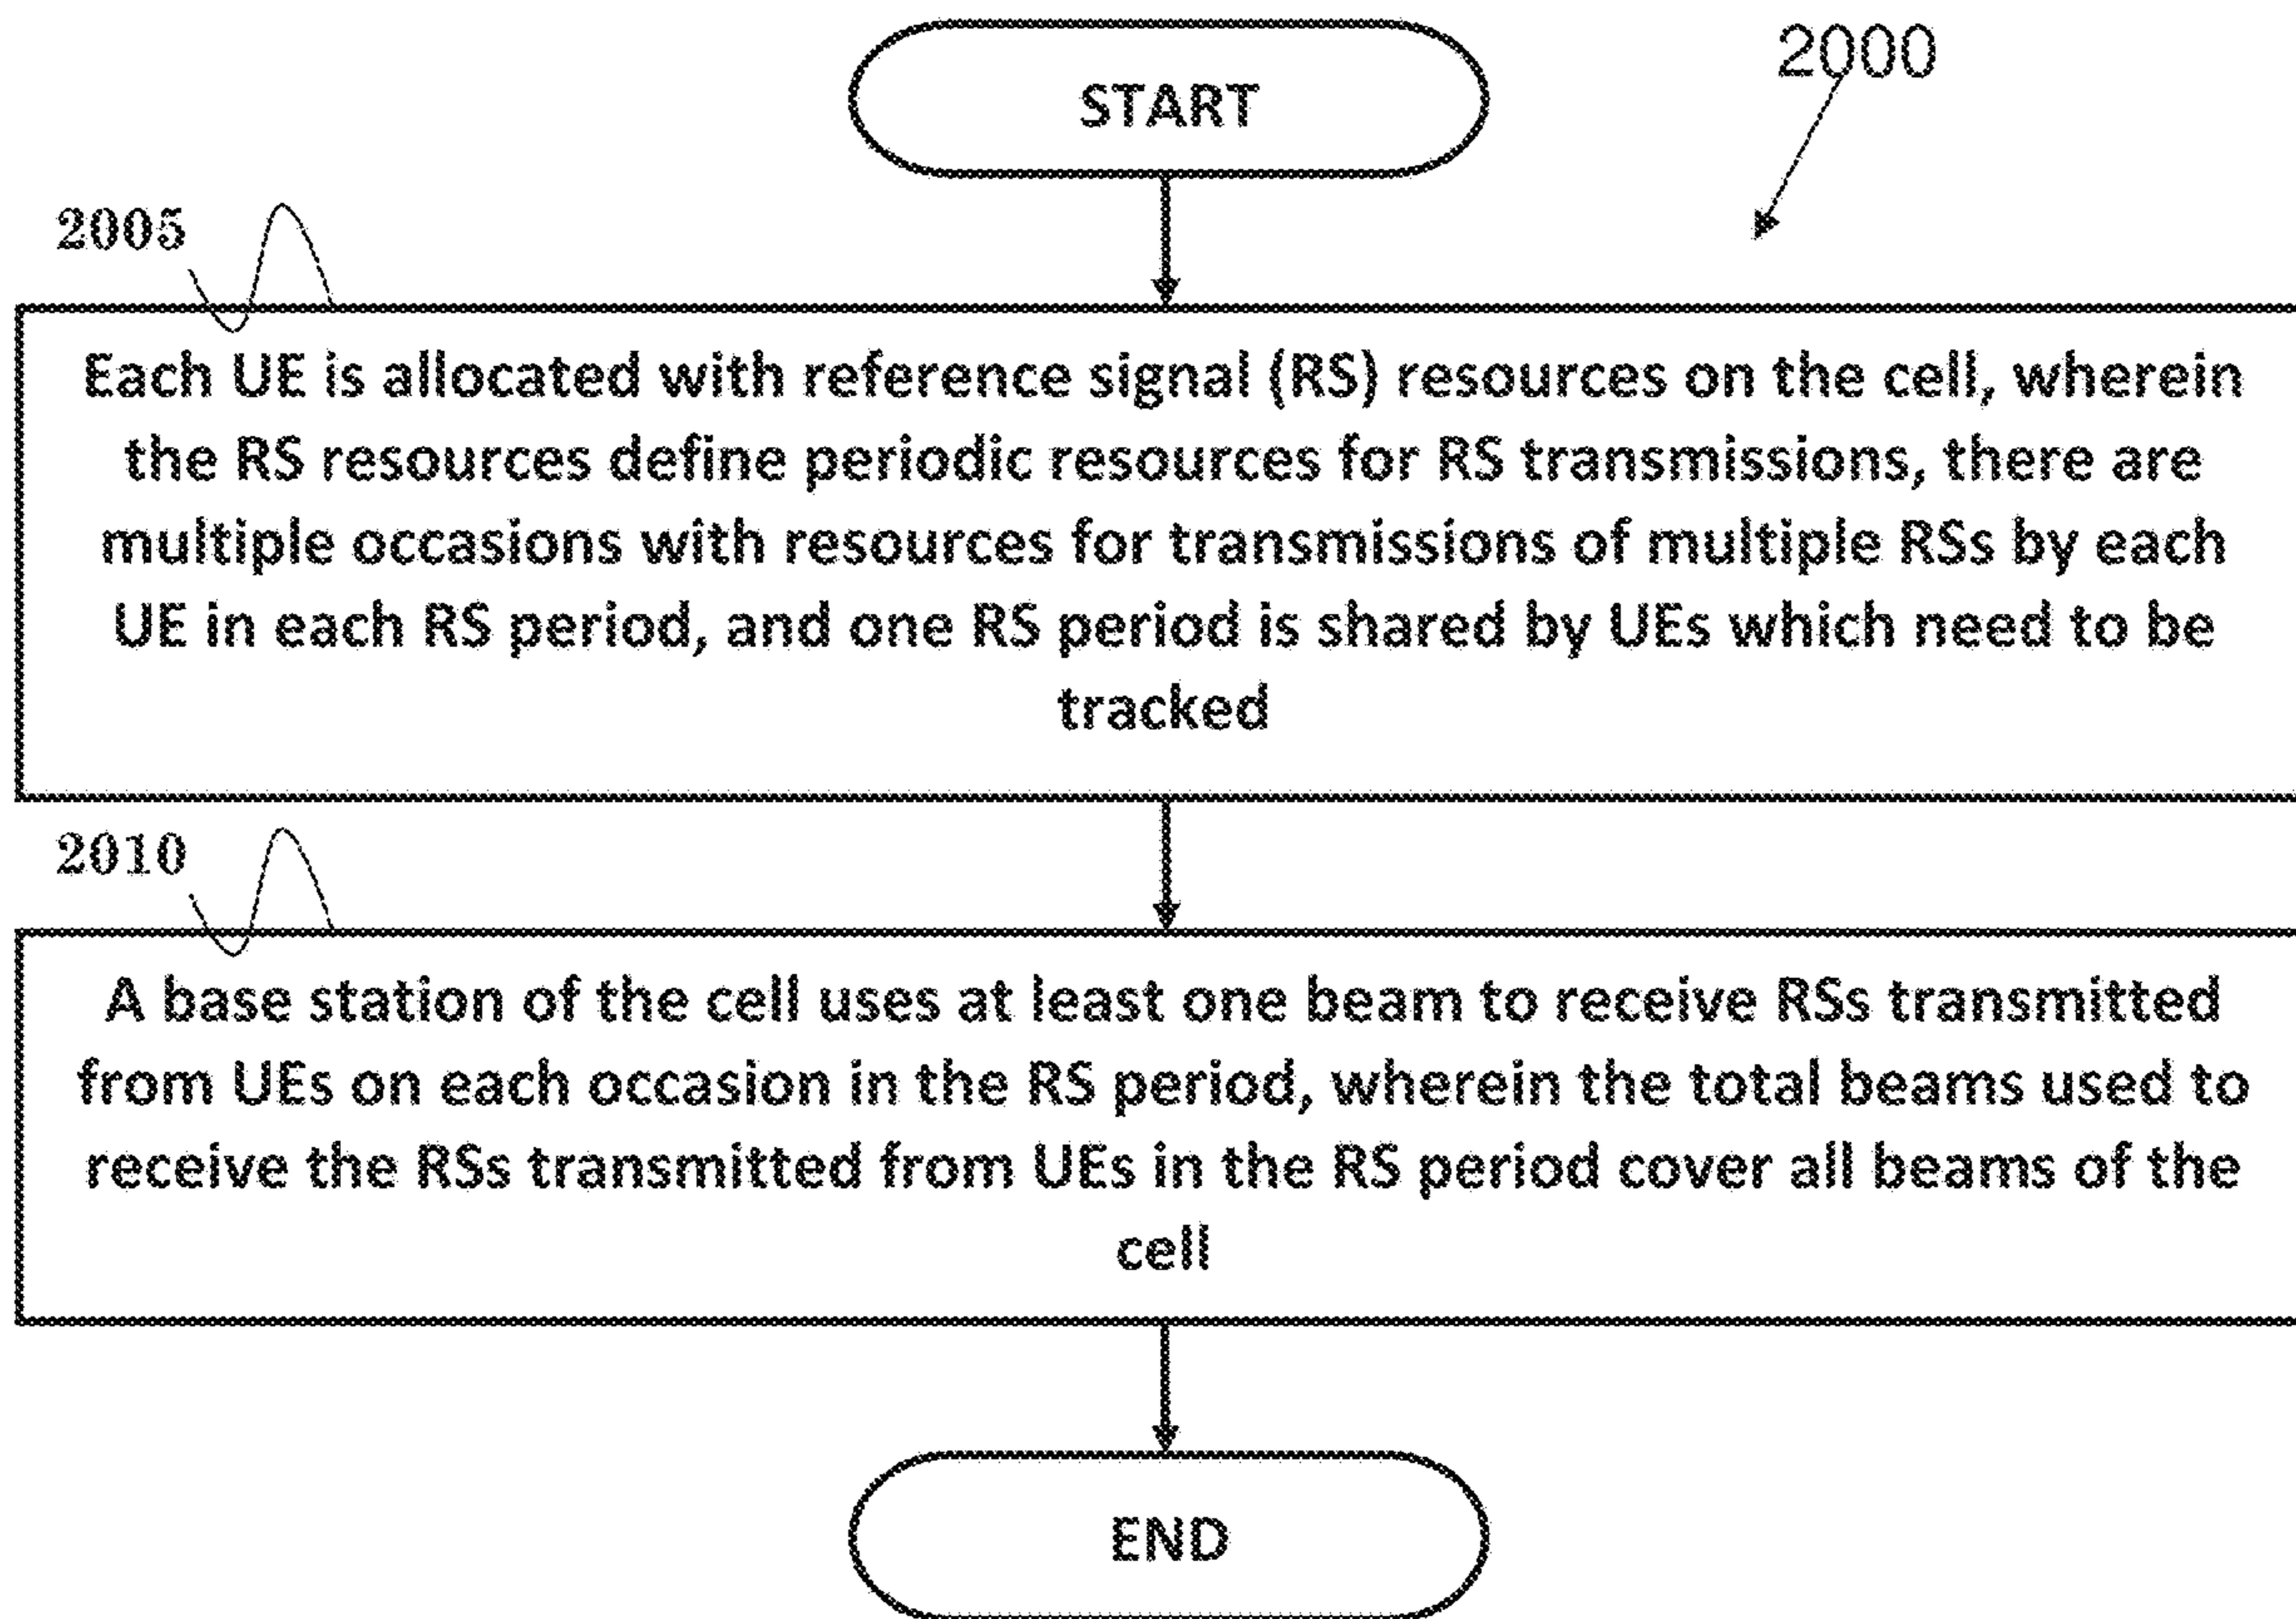 START
2000
2005
Each UE is allocated with reference signal (RS) resources on the cell, wherein
the RS resources define periodic resources for RS transmissions, there are
multiple occasions with resources for transmissions of multiple RSs by each
UE in each RS period, and one RS period is shared by UEs which need to be
tracked
2010
A base station of the cell uses at least one beam to receive RSs transmitted
from UEs on each occasion in the RS period, wherein the total beams used to
receive the RSs transmitted from UEs in the RS period cover all beams of the
cell
END